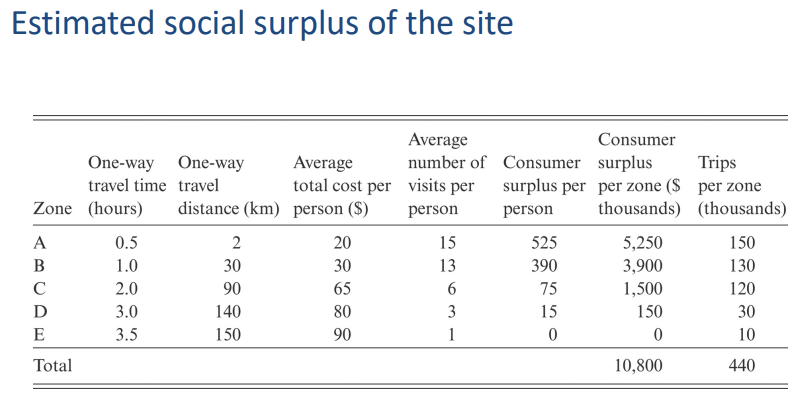 Estimated social surplus of the site
Average Consumer
One-way One-way Average number of Consumer surplus Trips
travel time travel total cost per visits per surplus per per zone ($ per zone
Zone (hours) distance (km) person ($) person person thousands) (thousands)
A 0.5 2 20 15 525 5,250 150
B 1.0 30 30 13 390 3,900 130
C 2.0 90 65 6 75 1,500 120
D 3.0 140 80 3 15 150 30
E 3.5 150 90 1 0 0 10
Total 10,800 440